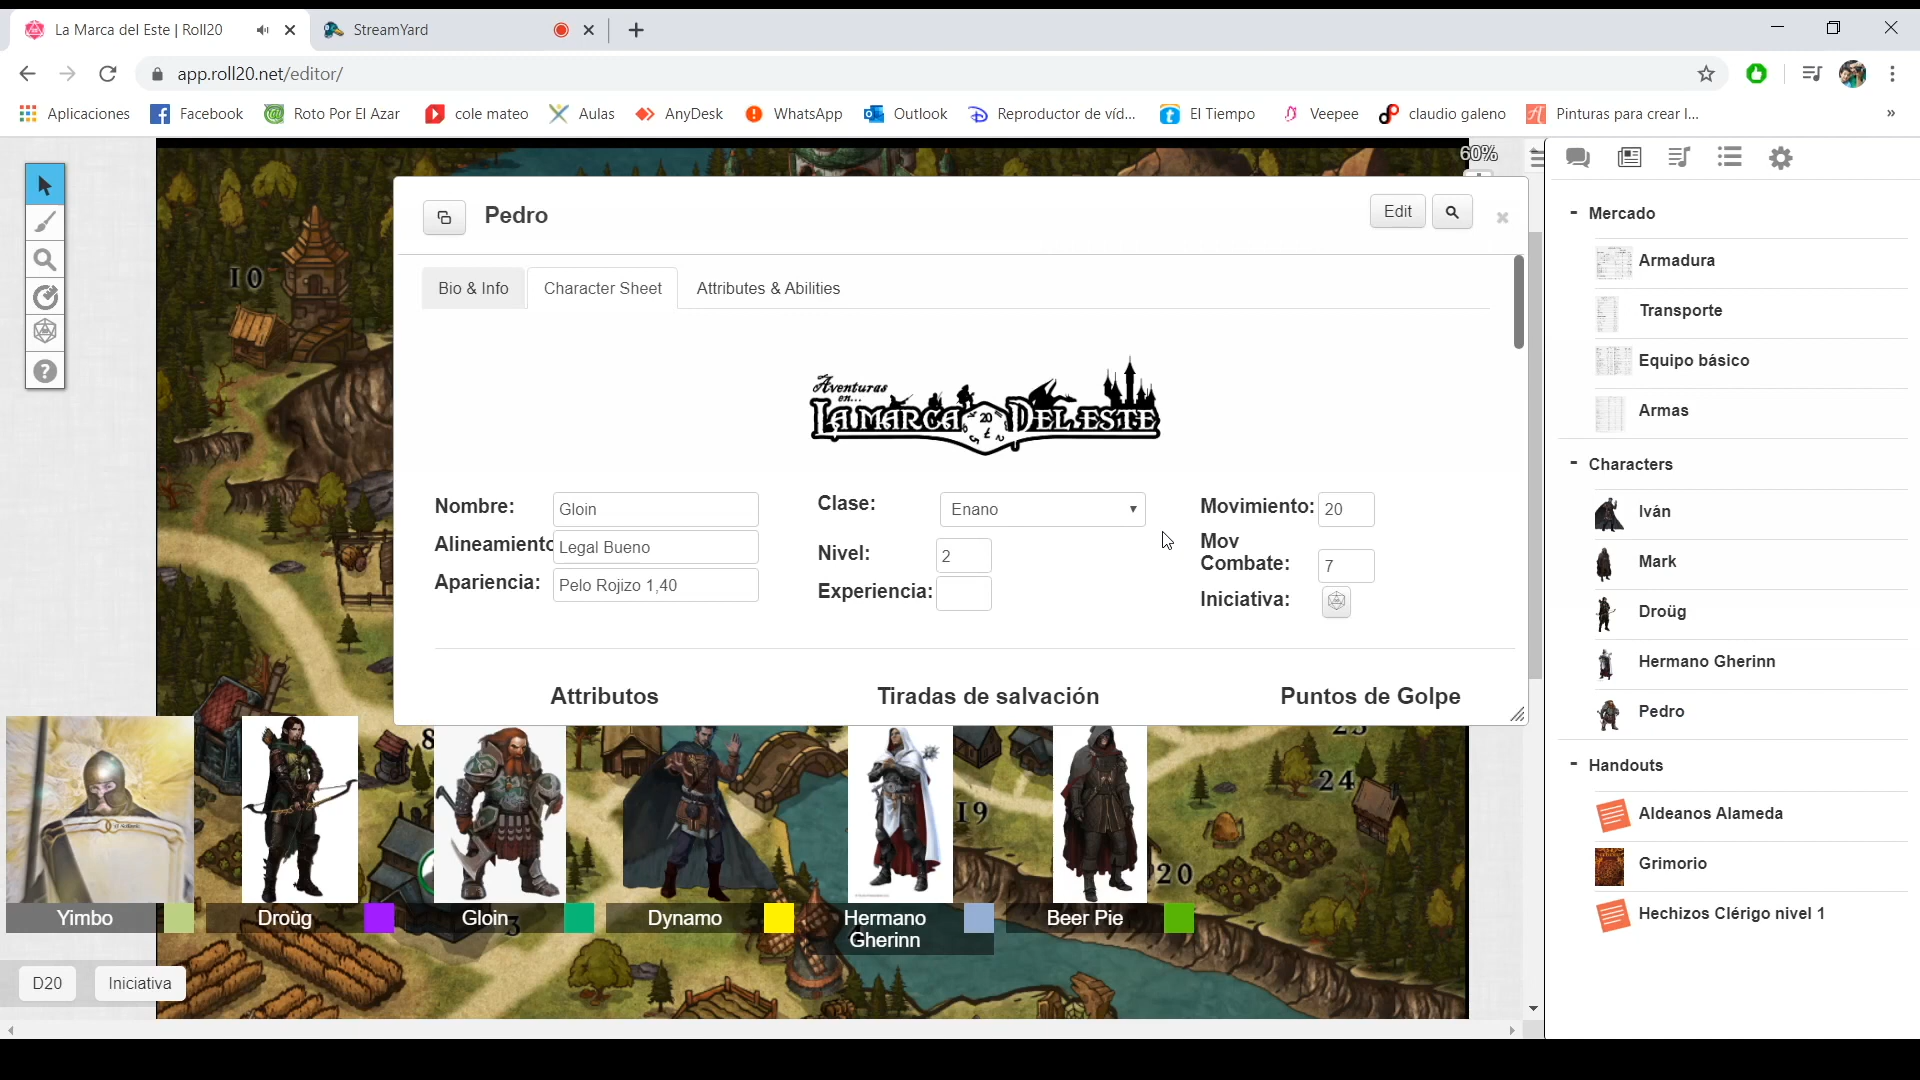 La Marca del Este | Roll20
StreamYard
app.roll20.net/editor/
Aplicaciones
Facebook
Roto Por El Azar
cole mateo
Aulas
AnyDesk
WhatsApp
Outlook
Reproductor de víd...
El Tiempo
Veepee
claudio galeno
Pinturas para crear l...
»
60%
Pedro
Edit
Bio & Info
Character Sheet
Attributes & Abilities
Aventuras
en...
LA MARCA DEL ESTE
20
Nombre:
Gloin
Clase:
Enano
Movimiento:
20
Alineamiento
Legal Bueno
Nivel:
2
Mov
Combate:
7
Apariencia:
Pelo Rojizo 1,40
Experiencia:
Iniciativa:
Attributos
Tiradas de salvación
Puntos de Golpe
Mercado
Armadura
Transporte
Equipo básico
Armas
Characters
Iván
Mark
Droüg
Hermano Gherinn
Pedro
Handouts
Aldeanos Alameda
Grimorio
Hechizos Clérigo nivel 1
10
8
19
24
20
3
Yimbo
Droüg
Gloin
Dynamo
Hermano
Gherinn
Beer Pie
D20
Iniciativa